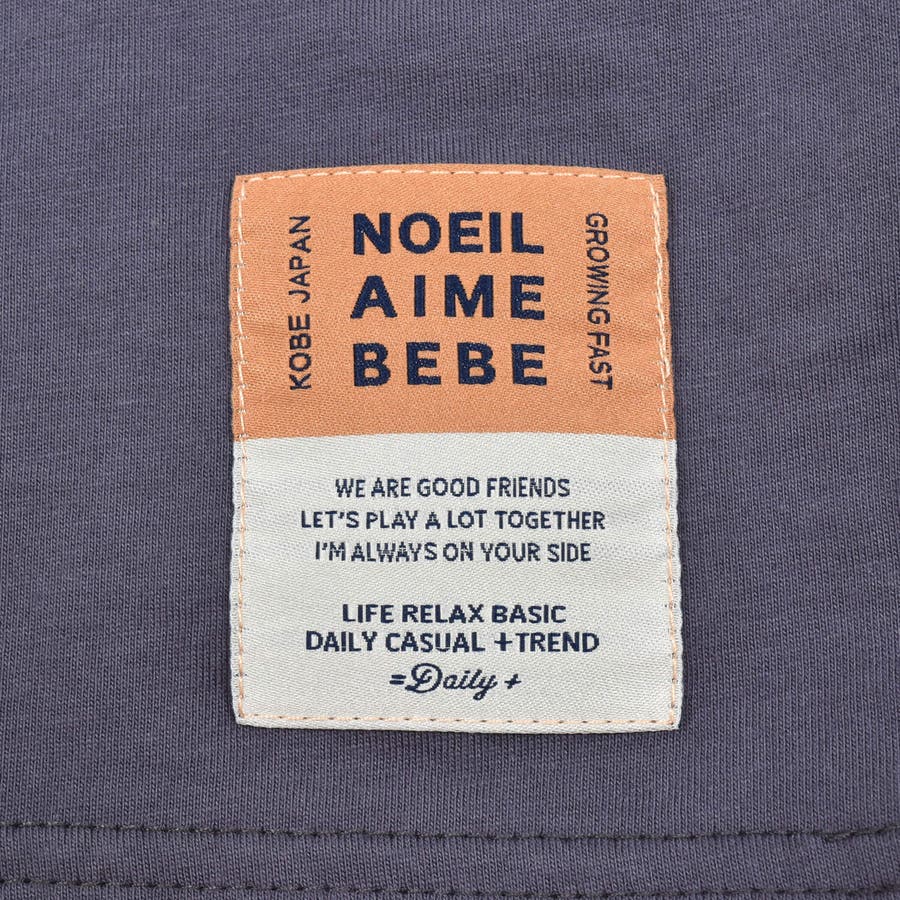 KOBE JAPAN
NOEIL
AIME
BEBE
GROWING FAST
WE ARE GOOD FRIENDS
LET'S PLAY A LOT TOGETHER
I'M ALWAYS ON YOUR SIDE
LIFE RELAX BASIC
DAILY CASUAL +TREND
=Daily+